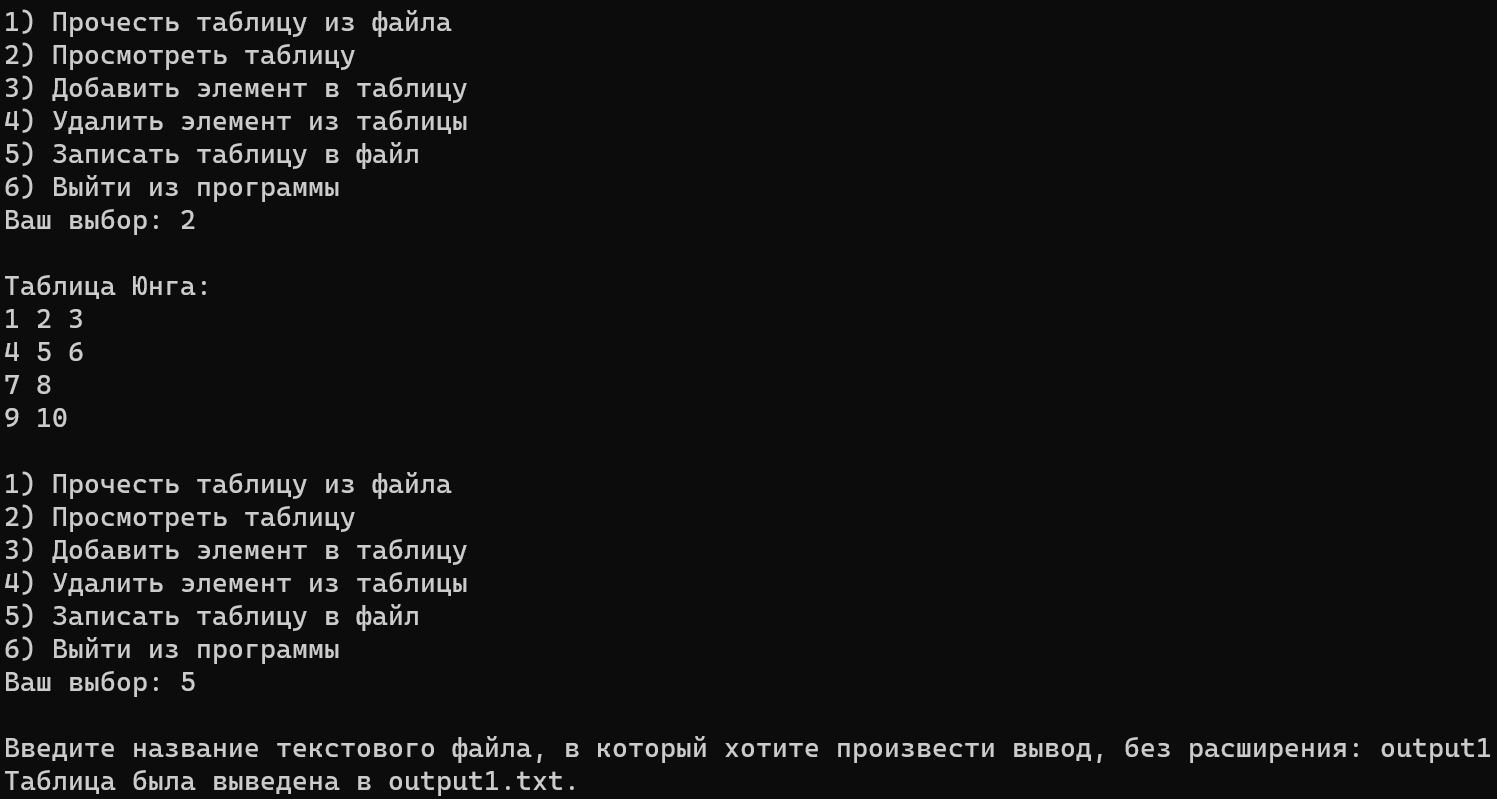 1) Прочесть таблицу из файла
2) Просмотреть таблицу
3) Добавить элемент в таблицу
4) Удалить элемент из таблицы
5) Записать таблицу в файл
6) Выйти из программы
Ваш выбор: 2
Таблица Юнга:
1 2 3
4 5 6
7 8
9 10
1) Прочесть таблицу из файла
2) Просмотреть таблицу
3) Добавить элемент в таблицу
4) Удалить элемент из таблицы
5) Записать таблицу в файл
6) Выйти из программы
Ваш выбор: 5
Введите название текстового файла, в который хотите произвести вывод, без расширения: output1
Таблица была выведена в output1.txt.